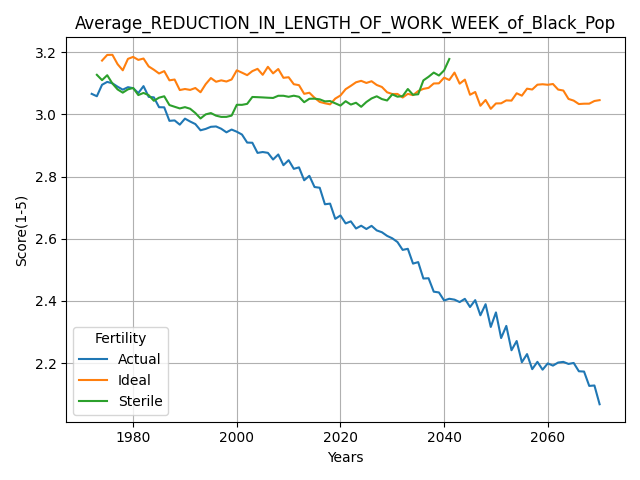 Average_REDUCTION_IN_LENGTH_OF_WORK_WEEK_of_Black_Pop
Score(1-5)
3.2
3.0
2.8
2.6
2.4
2.2
Fertility
Actual
Ideal
Sterile
1980
2000
2020
2040
2060
Years